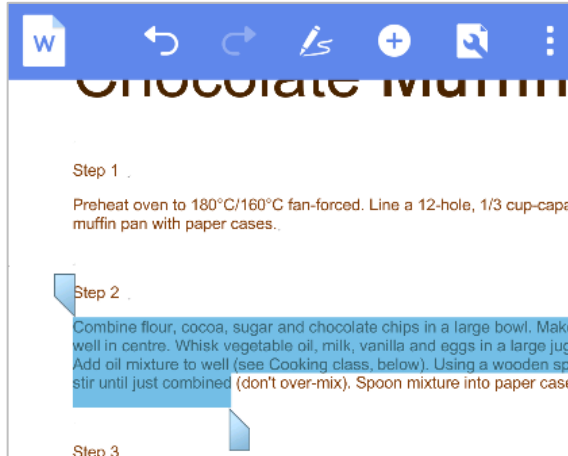 W
Chocolate Muffin
Step 1
Preheat oven to 180°C/160°C fan-forced. Line a 12-hole, 1/3 cup-capa
muffin pan with paper cases.
Step 2
Combine flour, cocoa, sugar and chocolate chips in a large bowl. Mak
well in centre. Whisk vegetable oil, milk, vanilla and eggs in a large jug
Add oil mixture to well (see Cooking class, below). Using a wooden sp
stir until just combined (don't over-mix). Spoon mixture into paper case
Step 3